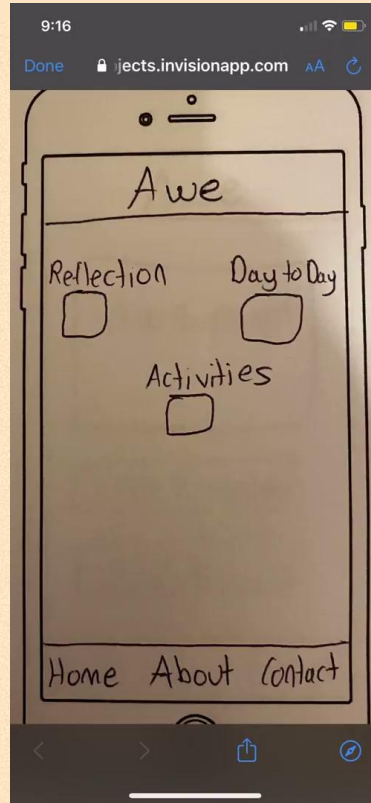 9:16
Done jects.invisionapp.com AA
Awe
Reflection Day to Day
Activities
Home About Contact